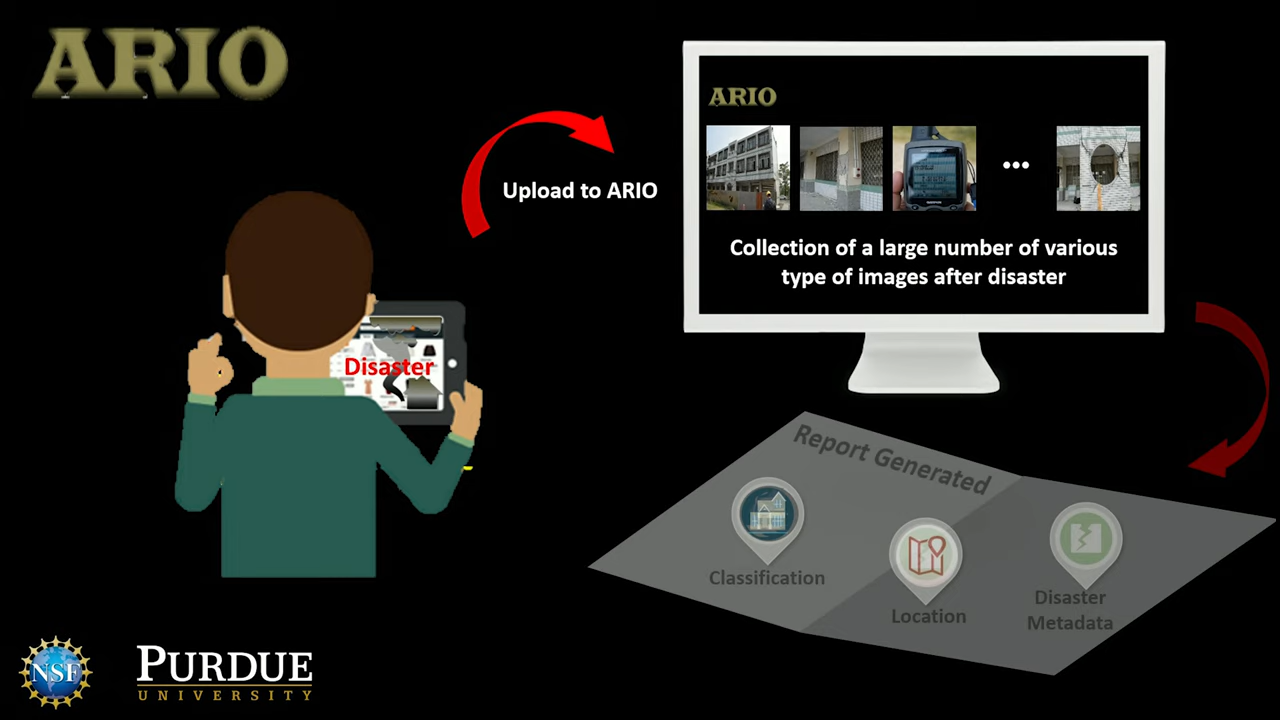 ARIO
Upload to ARIO
ARIO
Collection of a large number of various
type of images after disaster
Disaster
Report Generated
Classification
Location
Disaster
Metadata
NSF
PURDUE
UNIVERSITY